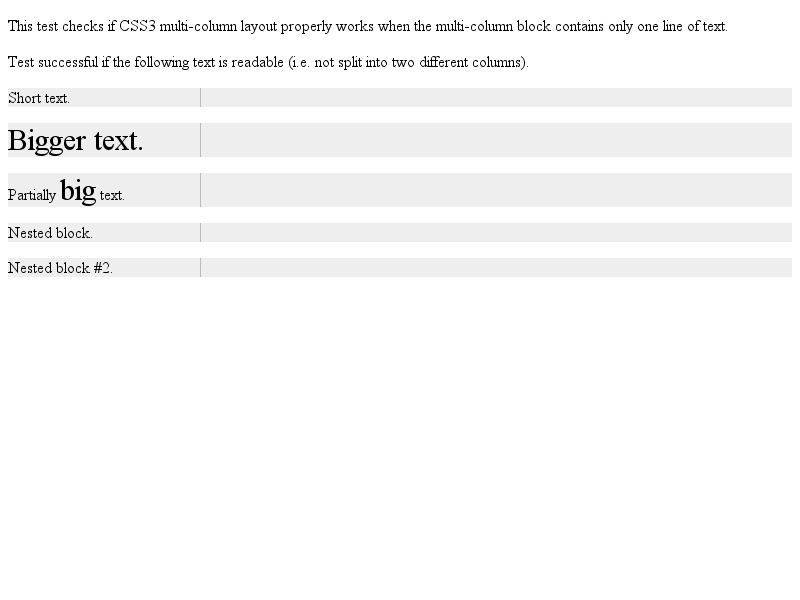 This test checks if CSS3 multi-column layout properly works when the multi-column block contains only one line of text.
Test successful if the following text is readable (i.e. not split into two different columns).
Short text.
Bigger text.
Partially big text.
Nested block.
Nested block #2.